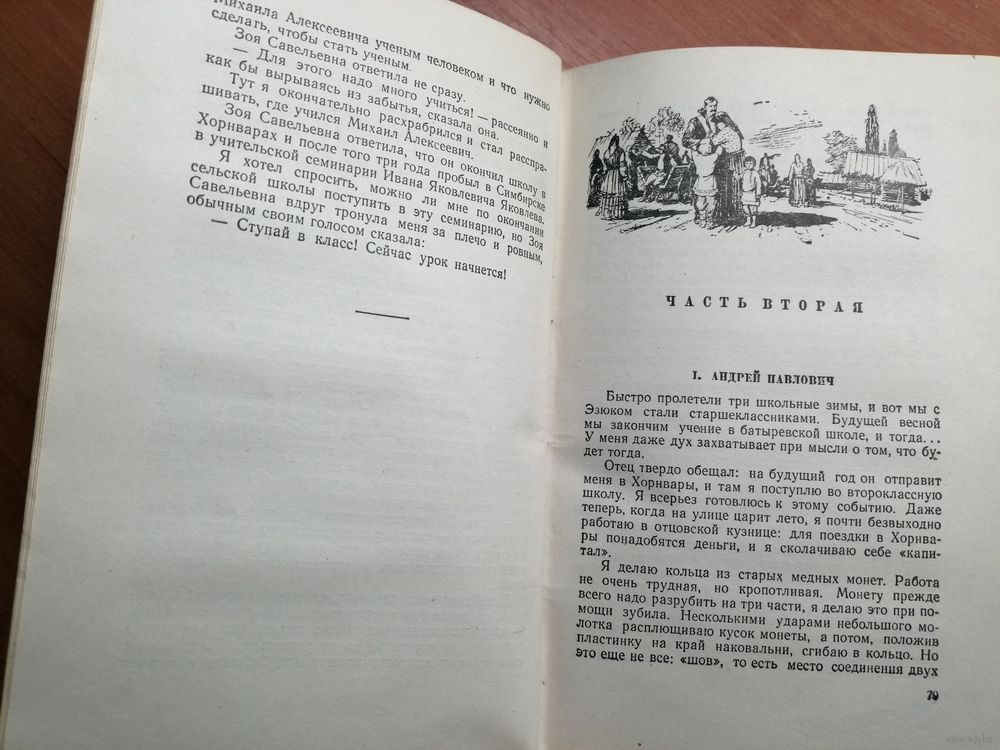 Михаила Алексеевича ученым человеком и что нужно
сделать, чтобы стать ученым.
Зоя Савельевна ответила не сразу.
— Для этого надо много учиться! — рассеянно и
как бы вырываясь из забытья, сказала она.
Тут я окончательно расхрабрился и стал расспра-
шивать, где учился Михаил Алексеевич.
Зоя Савельевна ответила, что он окончил школу в
Хорнварах и после того три года пробыл в Симбирске
в учительской семинарии Ивана Яковлевича Яковлева.
Я хотел спросить, можно ли мне по окончании
сельской школы поступить в эту семинарию, но Зоя
Савельевна вдруг тронула меня за плечо и ровным,
обычным своим голосом сказала:
— Ступай в класс! Сейчас урок начнется!
ЧАСТЬ ВТОРАЯ
I. АНДРЕЙ ПАВЛОВИЧ
Быстро пролетели три школьные зимы, и вот мы с
Эзюком стали старшеклассниками. Будущей весной
мы закончим учение в батыревской школе, и тогда...
У меня даже дух захватывает при мысли о том, что бу-
дет тогда.
Отец твердо обещал: на будущий год он отправит
меня в Хорнвары, и там я поступлю во второклассную
школу. Я всерьез готовлюсь к этому событию. Даже
теперь, когда на улице царит лето, я почти безвыходно
работаю в отцовской кузнице: для поездки в Хорнва-
ры понадобятся деньги, и я сколачиваю себе «капи-
тал».
Я делаю кольца из старых медных монет. Работа
не очень трудная, но кропотливая. Монету прежде
всего надо разрубить на три части, я делаю это при по-
мощи зубила. Несколькими ударами небольшого мо-
лотка расплющиваю кусок монеты, а потом, положив
пластинку на край наковальни, сгибаю в кольцо. Но
это еще не все: «шов», то есть место соединения двух
79
www.ay.by